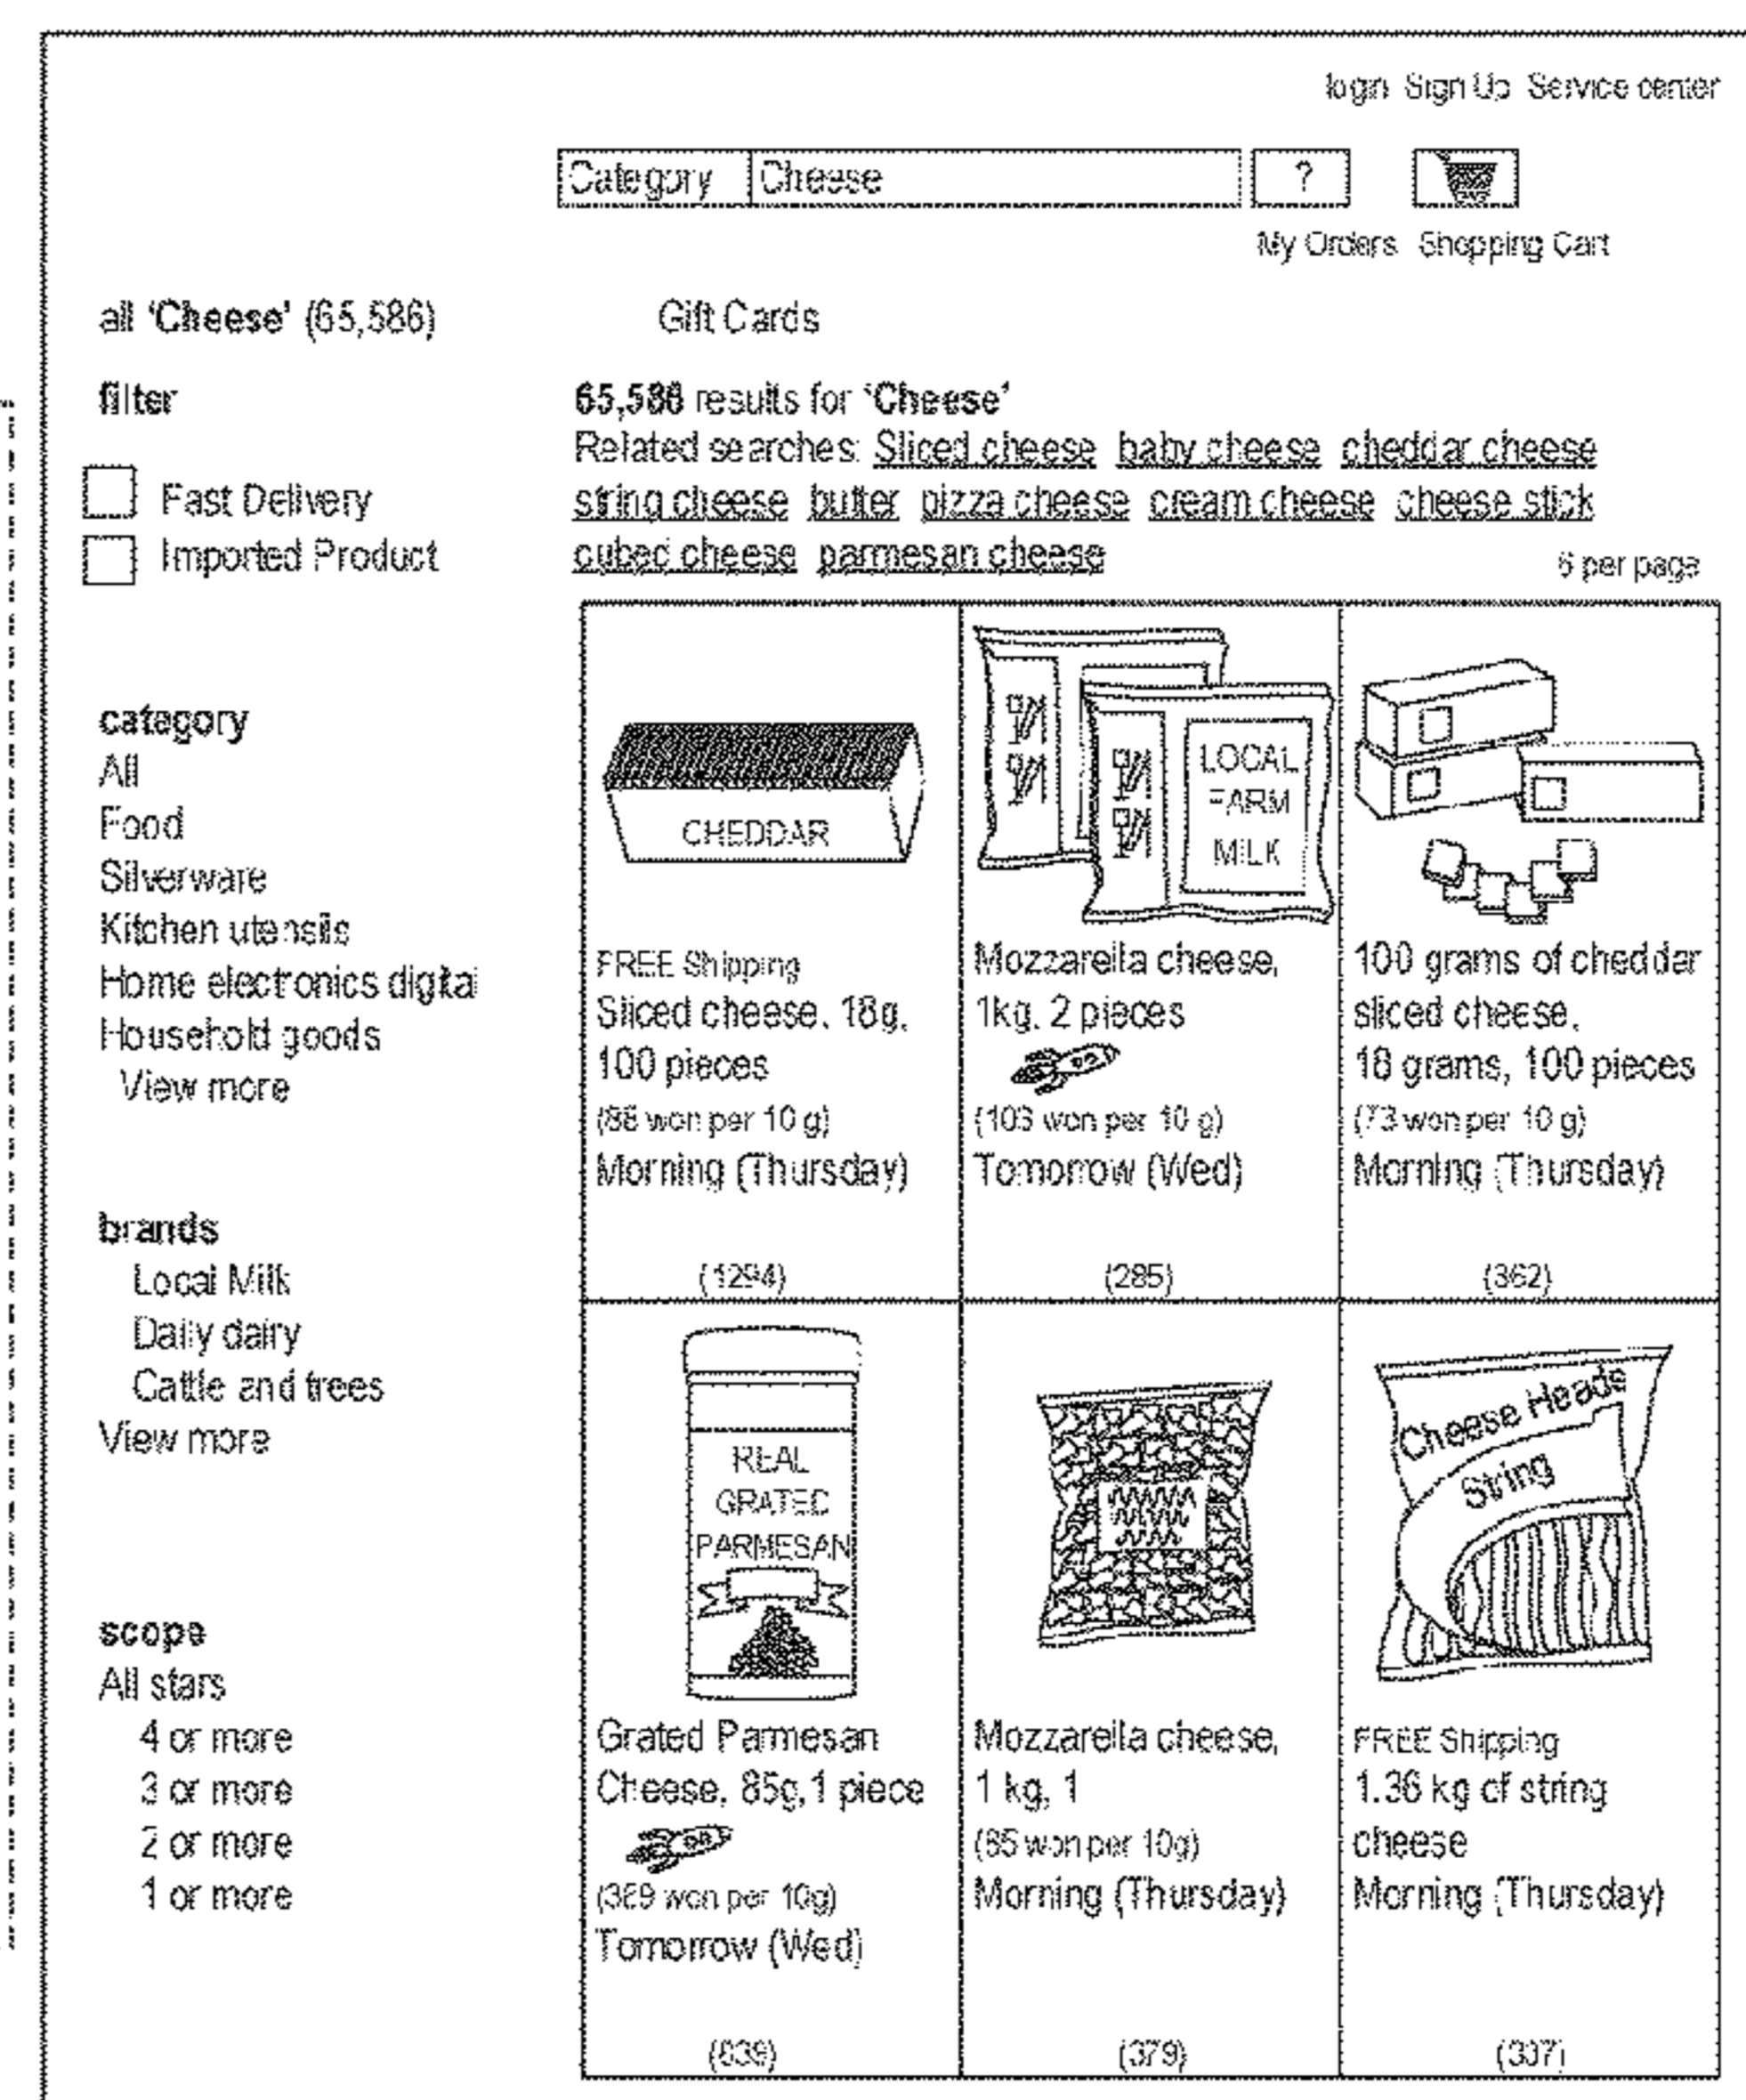 login Sign Up Service center
Category Cheese ?
My Orders Shopping Cart
all 'Cheese' (65,586) Gift Cards
filter
Fast Delivery
Imported Product
category
All
Food
Silverware
Kitchen utensils
Home electronics digital
Household goods
View more
brands
Local Milk
Daily dairy
Cattle and trees
View more
scope
All stars
4 or more
3 or more
2 or more
1 or more
65,586 results for 'Cheese'
Related searches: Sliced cheese baby cheese cheddar cheese
string cheese butter pizza cheese cream cheese cheese stick
cubed cheese parmesan cheese
6 per page
CHEDDAR
FREE Shipping
Sliced cheese, 18g,
100 pieces
(88 won per 10 g)
Morning (Thursday)
(1294)
LOCAL
FARM
MILK
Mozzarella cheese,
1kg, 2 pieces
(103 won per 10 g)
Tomorrow (Wed)
(285)
100 grams of cheddar
sliced cheese,
18 grams, 100 pieces
(73 won per 10 g)
Morning (Thursday)
(362)
REAL
GRATED
PARMESAN
Grated Parmesan
Cheese, 85g, 1 piece
(389 won per 10g)
Tomorrow (Wed)
(839)
Mozzarella cheese,
1 kg, 1
(85 won per 10g)
Morning (Thursday)
(379)
Cheese Heads
String
FREE Shipping
1.36 kg of string
cheese
Morning (Thursday)
(337)